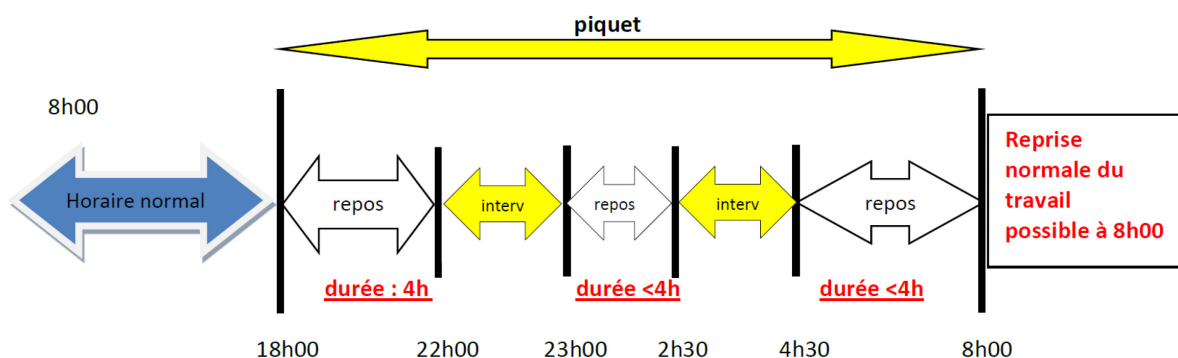 piquet
8h00
Horaire normal
repos
interv
repos
interv
repos
Reprise
normale du
travail
possible à 8h00
durée : 4h
durée <4h
durée <4h
18h00
22h00
23h00
2h30
4h30
8h00